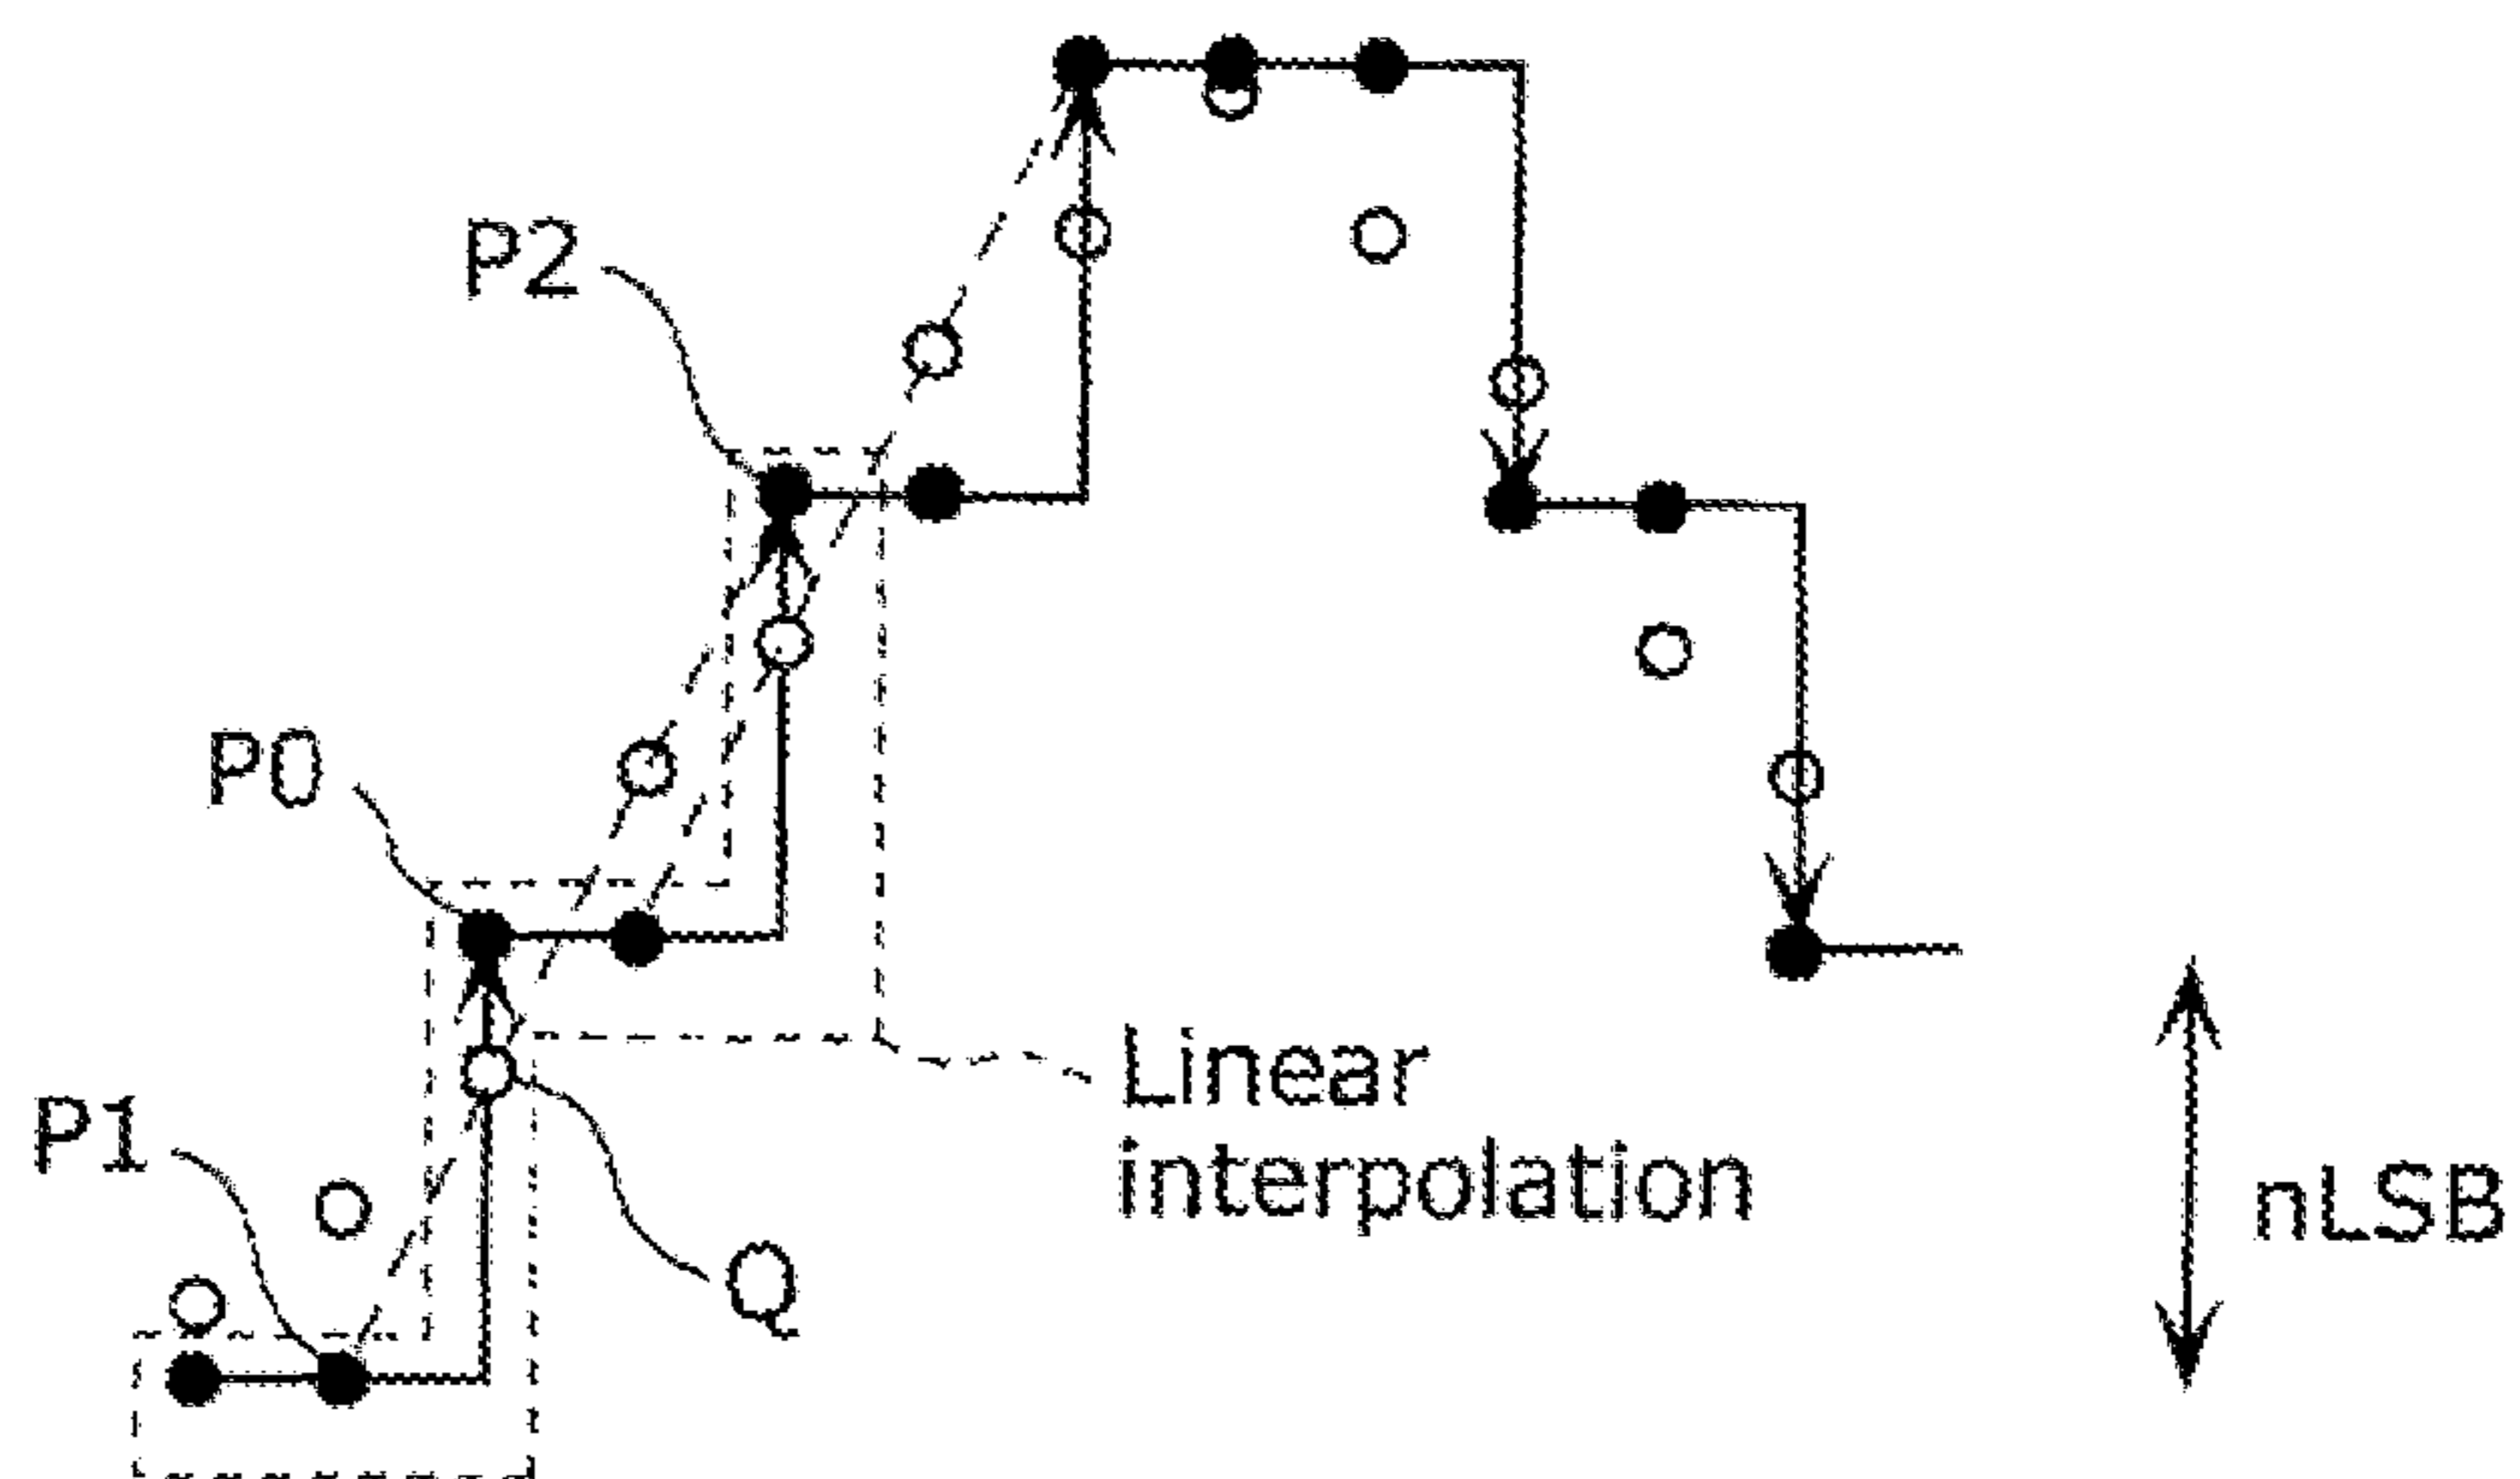 P2
P0
P1
Linear
interpolation
nLSB
Q